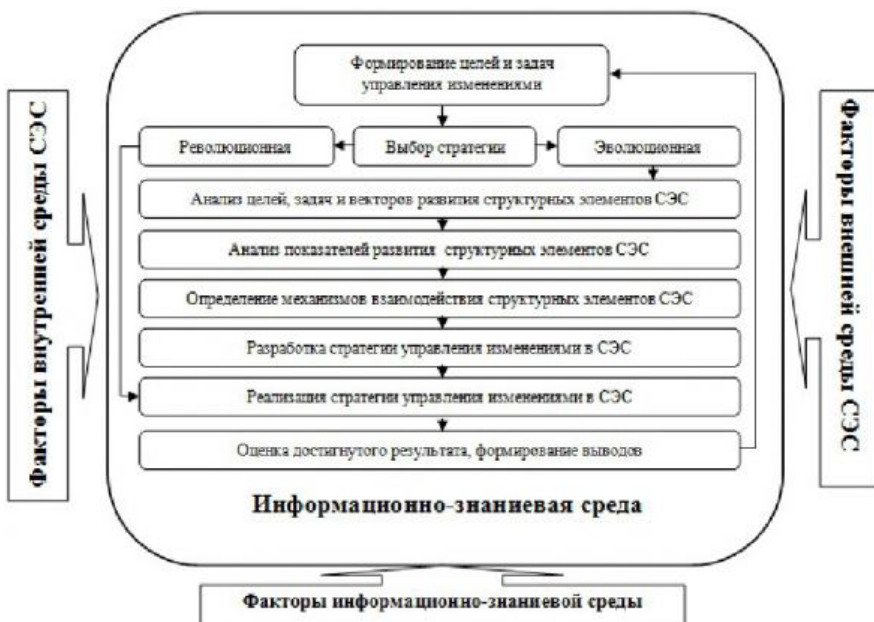 Формирование целей и задач
управления изменениями
Революционная
Выбор стратегии
Эволюционная
Анализ целей, задач и векторов развития структурных элементов СЭС
Анализ показателей развития структурных элементов СЭС
Определение механизмов взаимодействия структурных элементов СЭС
Разработка стратегии управления изменениями в СЭС
Реализация стратегии управления изменениями в СЭС
Оценка достигнутого результата, формирование выводов
Информационно-знаниевая среда
Факторы внутренней среды СЭС
Факторы внешней среды СЭС
Факторы информационно-знаниевой среды